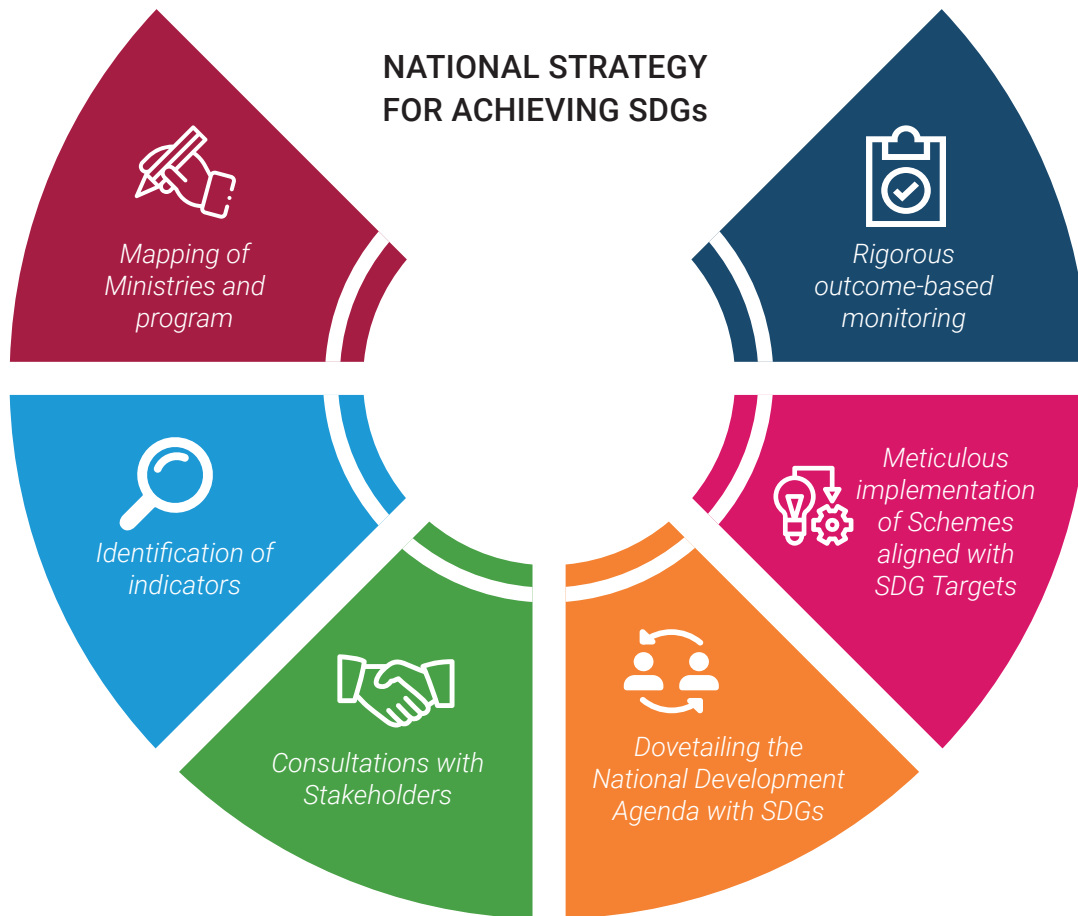 NATIONAL STRATEGY
FOR ACHIEVING SDGs
Mapping of
Ministries and
program
Identification of
indicators
Consultations with
Stakeholders
Dovetailing the
National Development
Agenda with SDGs
Meticulous
implementation
of Schemes
aligned with
SDG Targets
Rigorous
outcome-based
monitoring